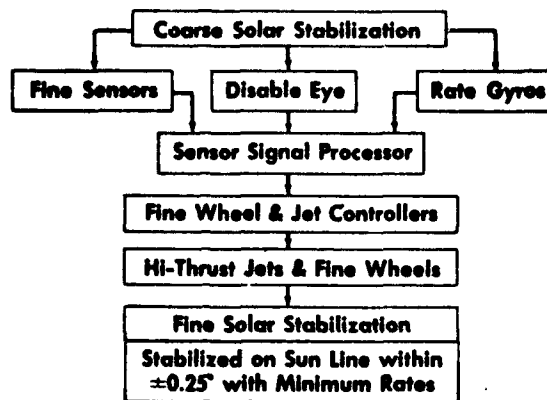 Coarse Solar Stabilization
Fine Sensors
Disable Eye
Rate Gyros
Sensor Signal Processor
Fine Wheel & Jet Controllers
Hi-Thrust Jets & Fine Wheels
Fine Solar Stabilization
Stabilized on Sun Line within
±0.25° with Minimum Rates